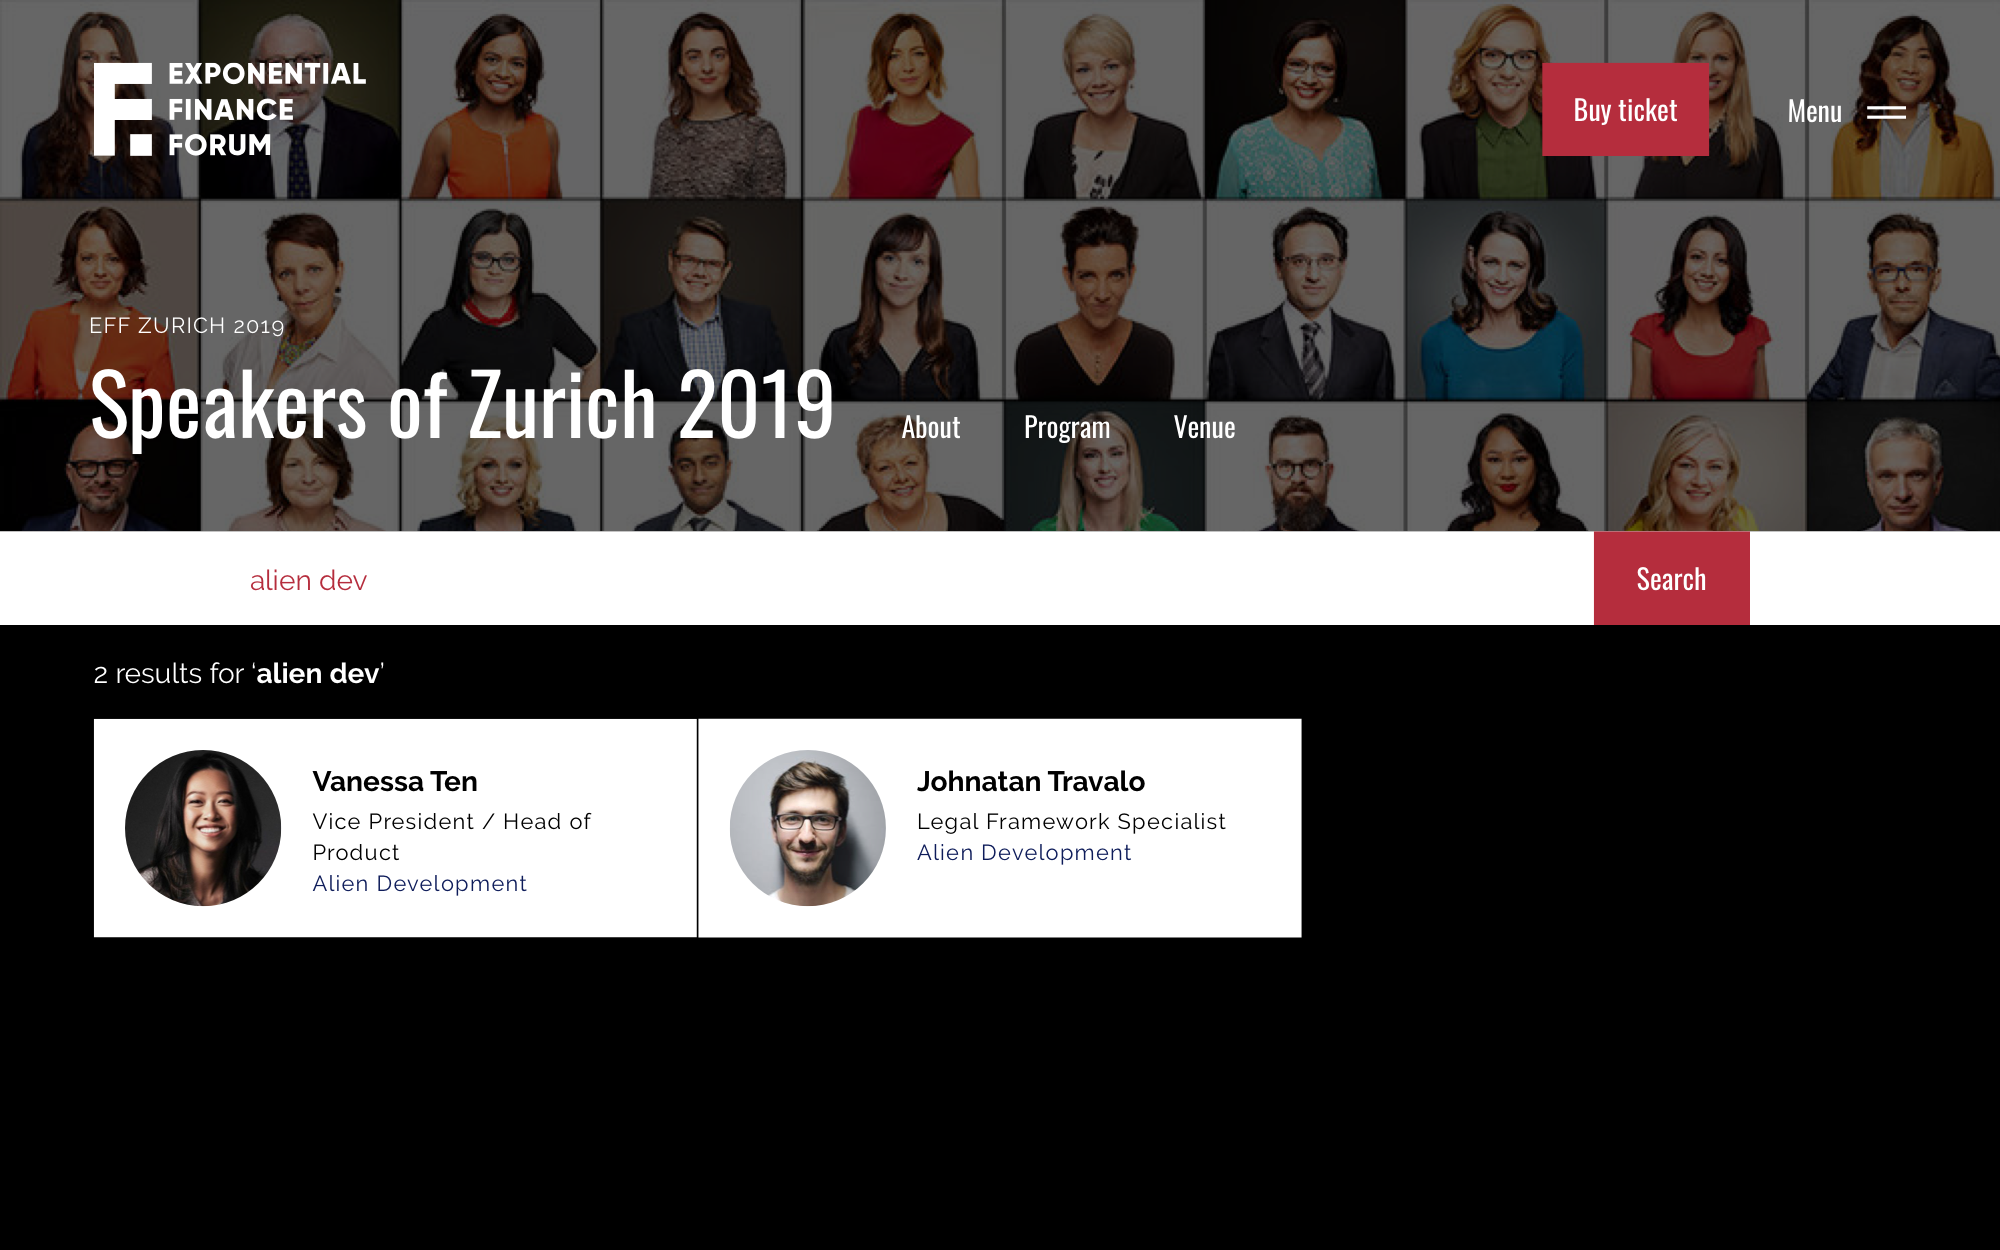 EXPONENTIAL
FINANCE
FORUM
Buy ticket
Menu
EFF ZURICH 2019
Speakers of Zurich 2019
About
Program
Venue
alien dev
Search
2 results for ‘alien dev’
Vanessa Ten
Vice President / Head of
Product
Alien Development
Johnatan Travalo
Legal Framework Specialist
Alien Development